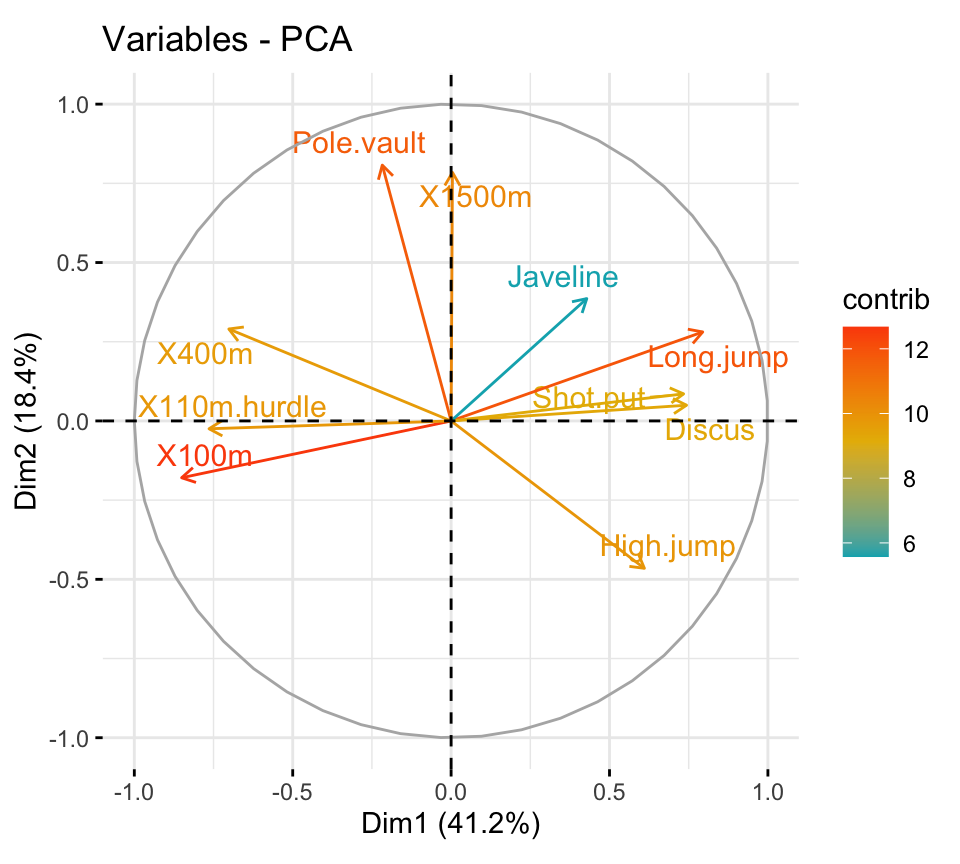 Variables - PCA
1.0
0.5
0.0
-0.5
-1.0
Dim2 (18.4%)
Pole.vault
X1500m
Javeline
X400m
Long.jump
Shot.put
X110m.hurdle
Discus
X100m
High.jump
-1.0
-0.5
0.0
0.5
1.0
Dim1 (41.2%)
contrib
12
10
8
6